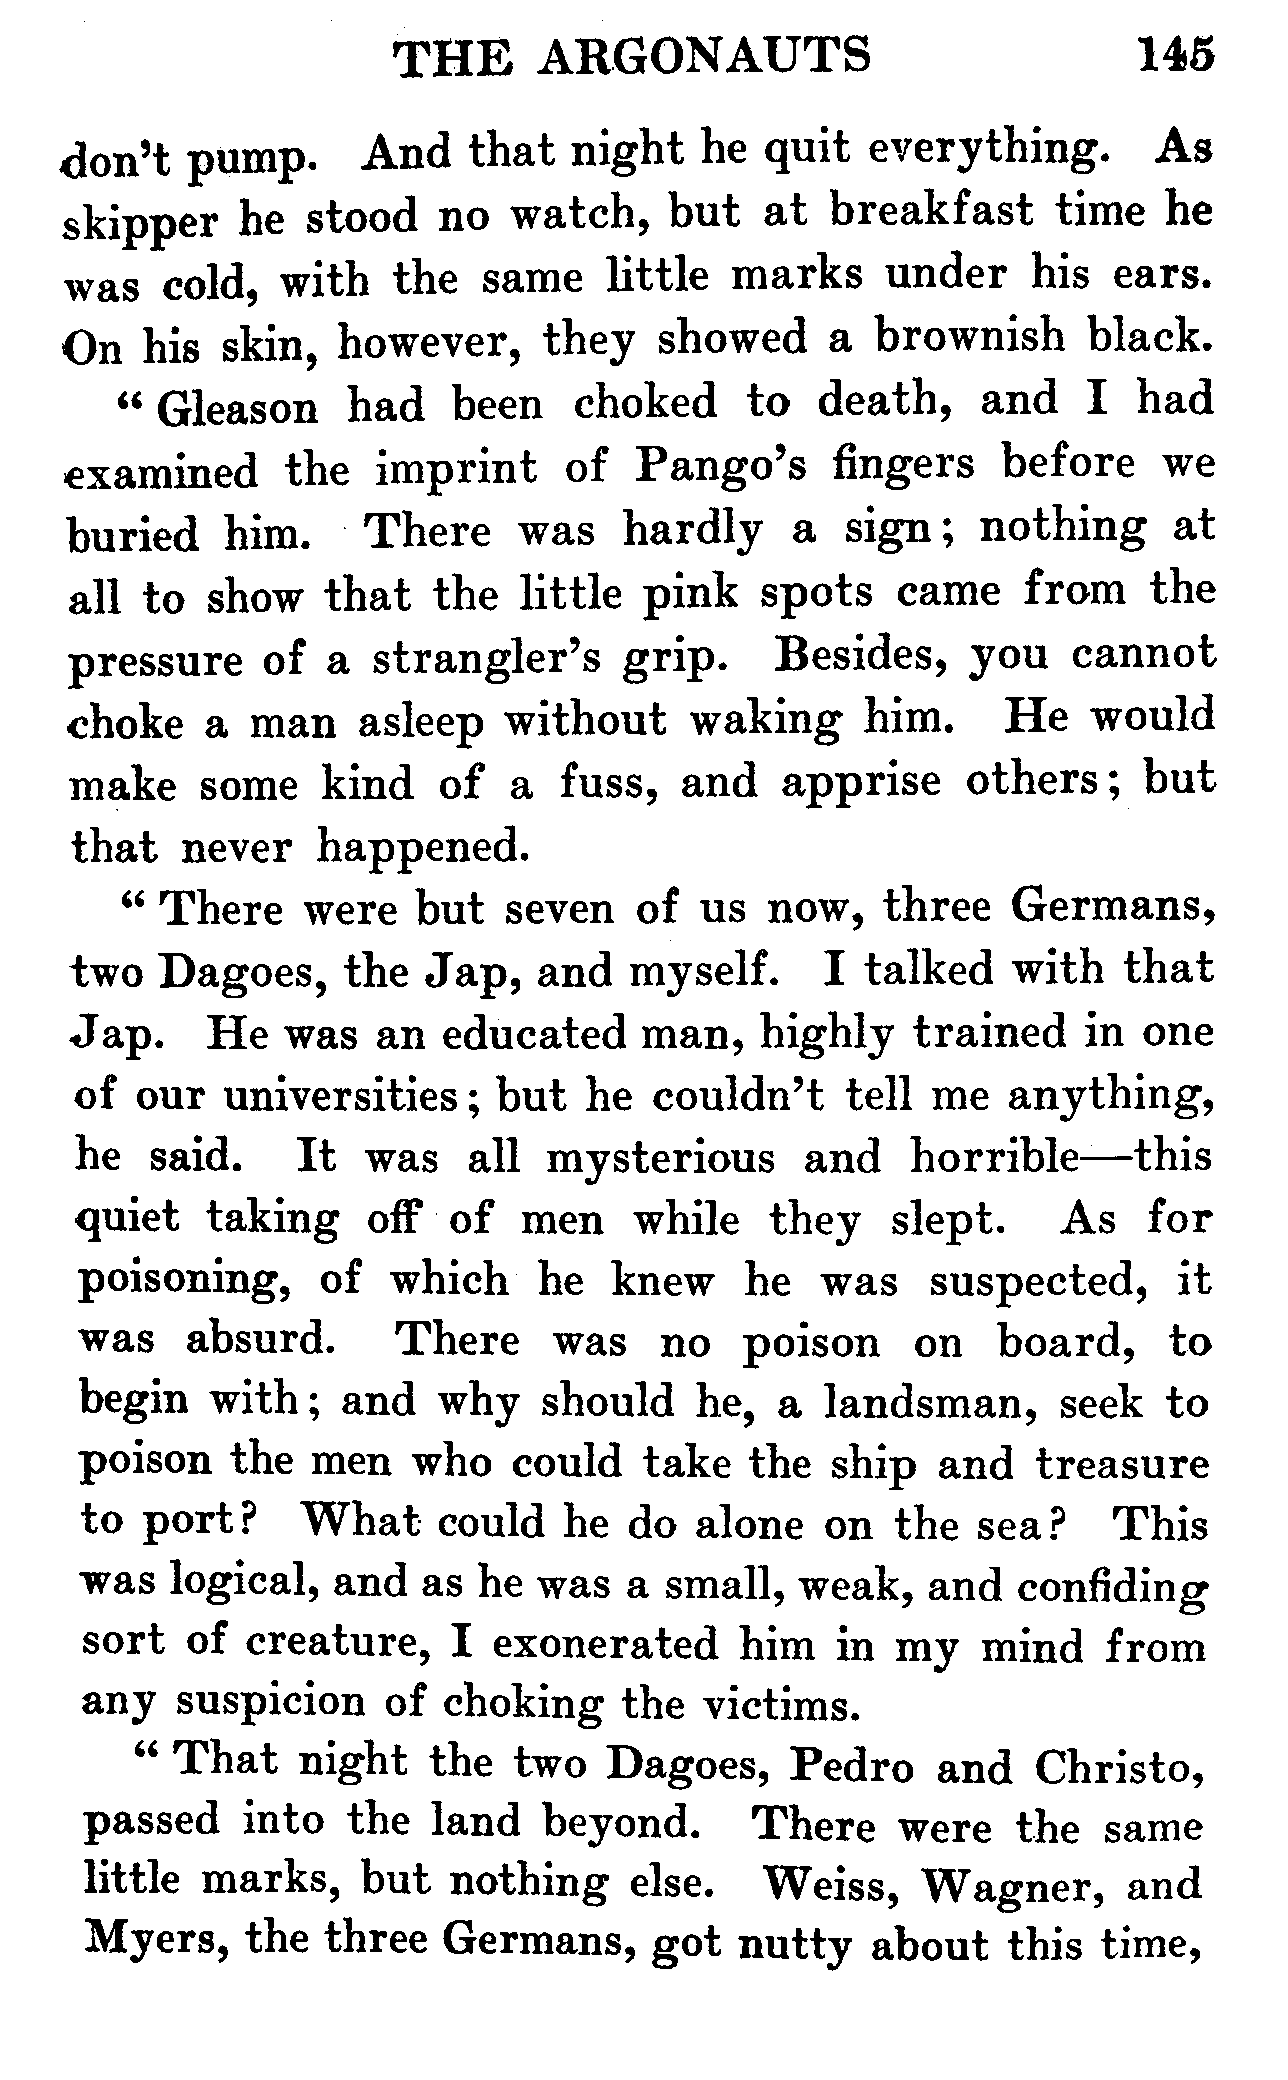 THE ARGONAUTS 145
don't pump. And that night he quit everything. As
skipper he stood no watch, but at breakfast time he
was cold, with the same little marks under his ears.
On his skin, however, they showed a brownish black.
“ Gleason had been choked to death, and I had
examined the imprint of Pango's fingers before we
buried him. There was hardly a sign; nothing at
all to show that the little pink spots came from the
pressure of a strangler's grip. Besides, you cannot
choke a man asleep without waking him. He would
make some kind of a fuss, and apprise others; but
that never happened.
“ There were but seven of us now, three Germans,
two Dagoes, the Jap, and myself. I talked with that
Jap. He was an educated man, highly trained in one
of our universities; but he couldn't tell me anything,
he said. It was all mysterious and horrible—this
quiet taking off of men while they slept. As for
poisoning, of which he knew he was suspected, it
was absurd. There was no poison on board, to
begin with; and why should he, a landsman, seek to
poison the men who could take the ship and treasure
to port? What could he do alone on the sea? This
was logical, and as he was a small, weak, and confiding
sort of creature, I exonerated him in my mind from
any suspicion of choking the victims.
“ That night the two Dagoes, Pedro and Christo,
passed into the land beyond. There were the same
little marks, but nothing else. Weiss, Wagner, and
Myers, the three Germans, got nutty about this time,